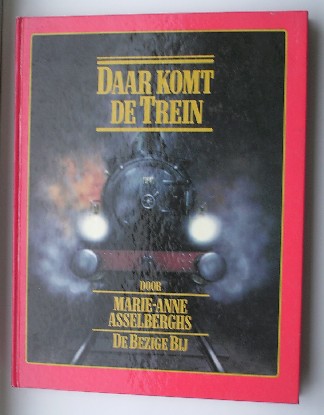 DAAR KOMT
DE TREIN
DOOR
MARIE-ANNE
ASSELBERGHS
DE BEZIGE BIJ